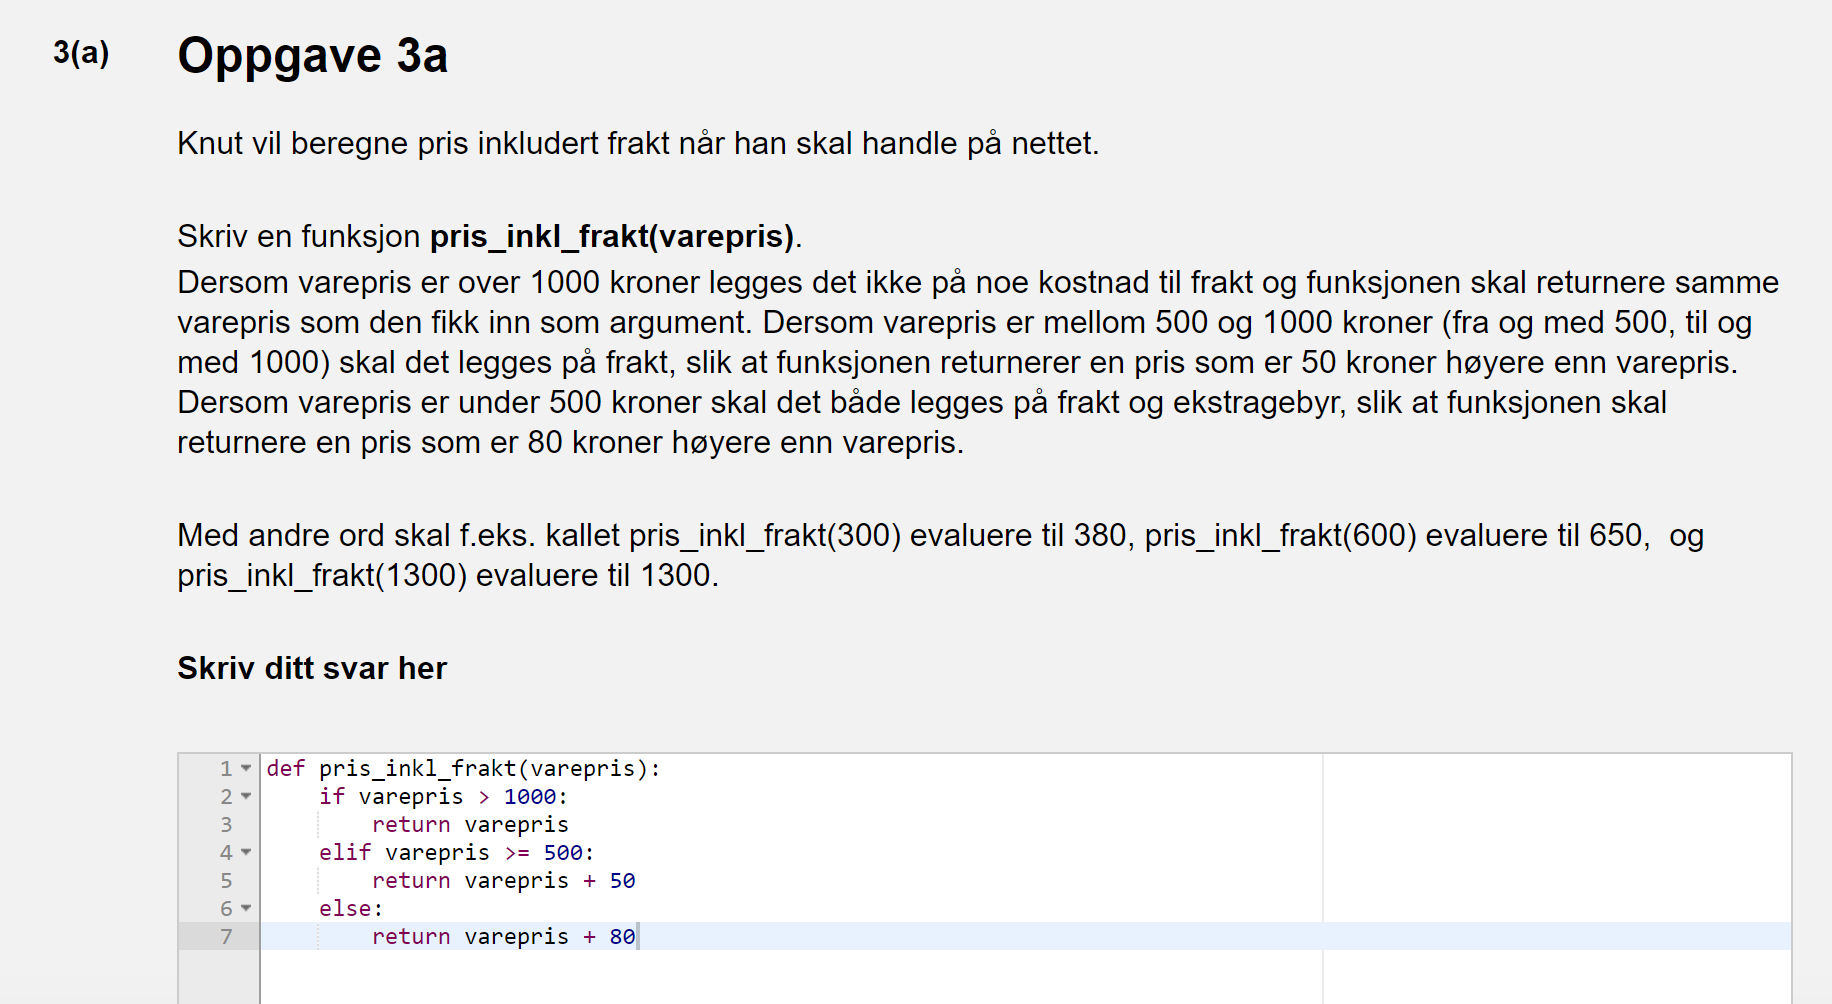 3(a)
Oppgave 3a
Knut vil beregne pris inkludert frakt når han skal handle på nettet.
Skriv en funksjon pris_inkl_frakt(varepris).
Dersom varepris er over 1000 kroner legges det ikke på noe kostnad til frakt og funksjonen skal returnere samme
varepris som den fikk inn som argument. Dersom varepris er mellom 500 og 1000 kroner (fra og med 500, til og
med 1000) skal det legges på frakt, slik at funksjonen returnerer en pris som er 50 kroner høyere enn varepris.
Dersom varepris er under 500 kroner skal det både legges på frakt og ekstragebyr, slik at funksjonen skal
returnere en pris som er 80 kroner høyere enn varepris.
Med andre ord skal f.eks. kallet pris_inkl_frakt(300) evaluere til 380, pris_inkl_frakt(600) evaluere til 650,  og
pris_inkl_frakt(1300) evaluere til 1300.
Skriv ditt svar her
1 def pris_inkl_frakt(varepris):
2     if varepris > 1000:
3         return varepris
4     elif varepris >= 500:
5         return varepris + 50
6     else:
7         return varepris + 80